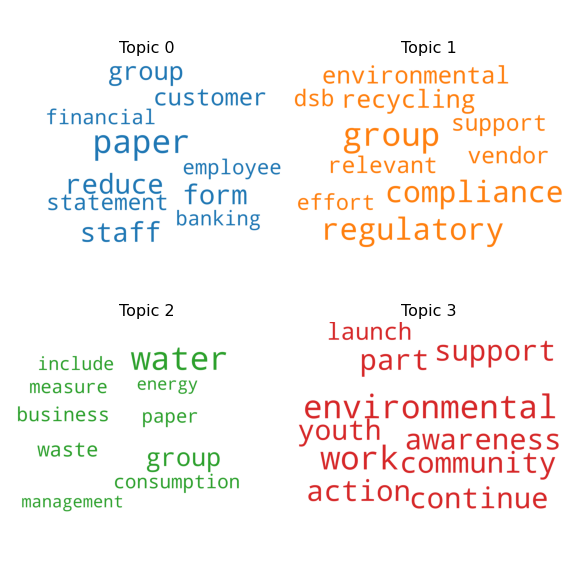 Topic 0
group
customer
financial
paper
employee
reduce
form
statement
banking
staff
Topic 1
environmental
dsb recycling
support
group
vendor
relevant
compliance
effort
regulatory
Topic 2
water
include
energy
measure
business
paper
waste
group
consumption
management
Topic 3
launch
part support
environmental
youth
awareness
work community
action continue